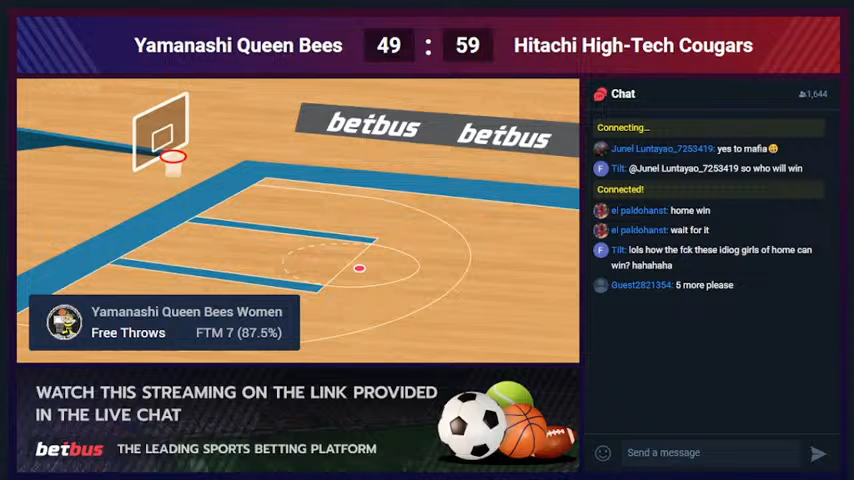 Yamanashi Queen Bees 49 : 59 Hitachi High-Tech Cougars
betbus betbus
Yamanashi Queen Bees Women
Free Throws FTM 7 (87.5%)
WATCH THIS STREAMING ON THE LINK PROVIDED
IN THE LIVE CHAT
betbus THE LEADING SPORTS BETTING PLATFORM
Chat 1,644
Connecting...
Junel Luntayao_7253419: yes to mafia😀
F Tilt: @Junel Luntayao_7253419 so who will win
Connected!
el paldohanst: home win
el paldohanst: wait for it
F Tilt: lols how the fck these idiog girls of home can
win? hahahaha
Guest2821354: 5 more please
Send a message